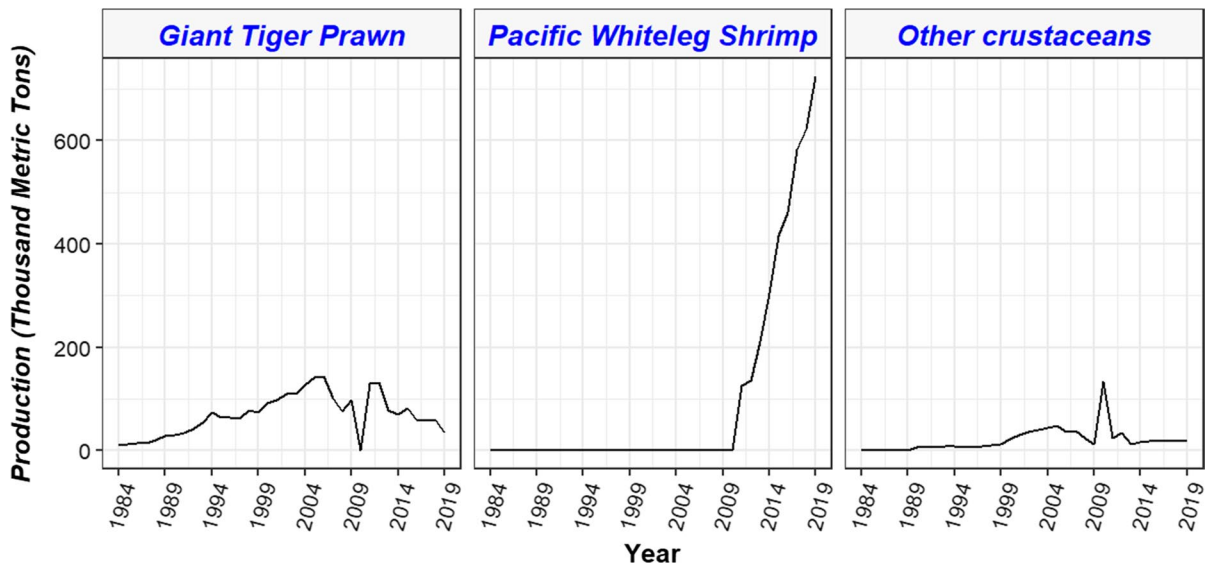 Giant Tiger Prawn
Pacific Whiteleg Shrimp
Other crustaceans
Production (Thousand Metric Tons)
600
400
200
0
1984 1989 1994 1999 2004 2009 2014 2019
1984 1989 1994 1999 2004 2009 2014 2019
1984 1989 1994 1999 2004 2009 2014 2019
Year